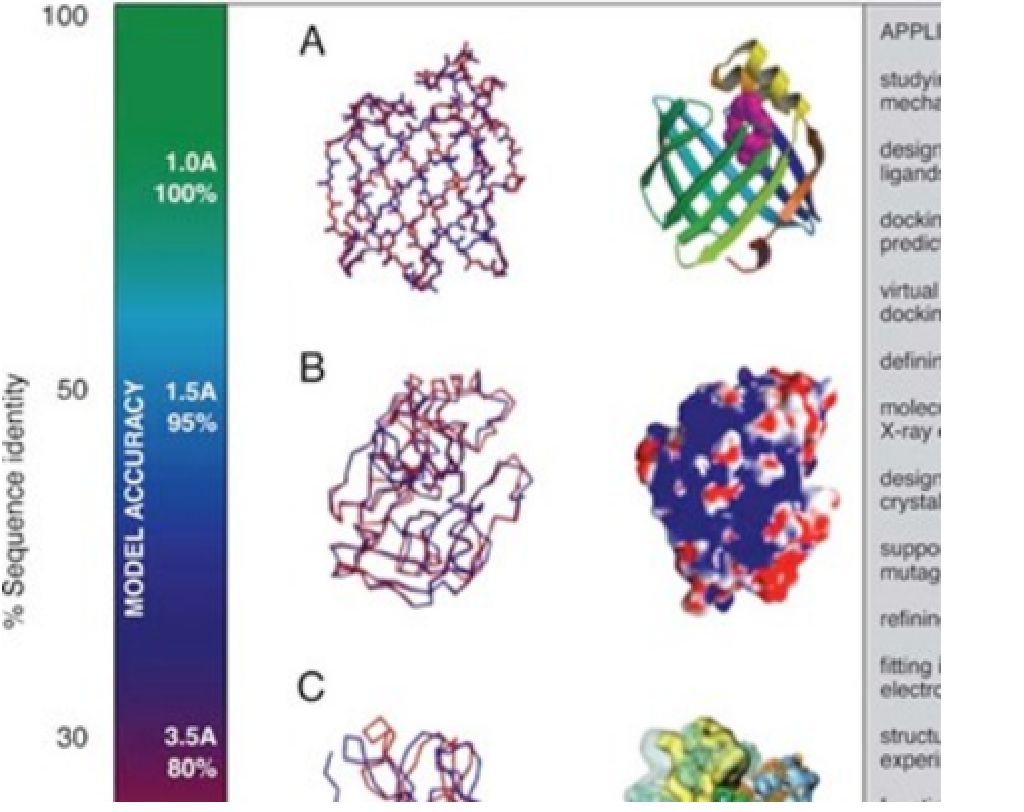 100
% Sequence identity
50
30
MODEL ACCURACY
1.0A
100%
1.5A
95%
3.5A
80%
A
B
C
APPLI
studyi
mecha
design
ligands
dockin
predic
virtual
dockin
definin
molec
X-ray
design
crystal
suppo
mutag
refinin
fitting i
electro
structu
experi